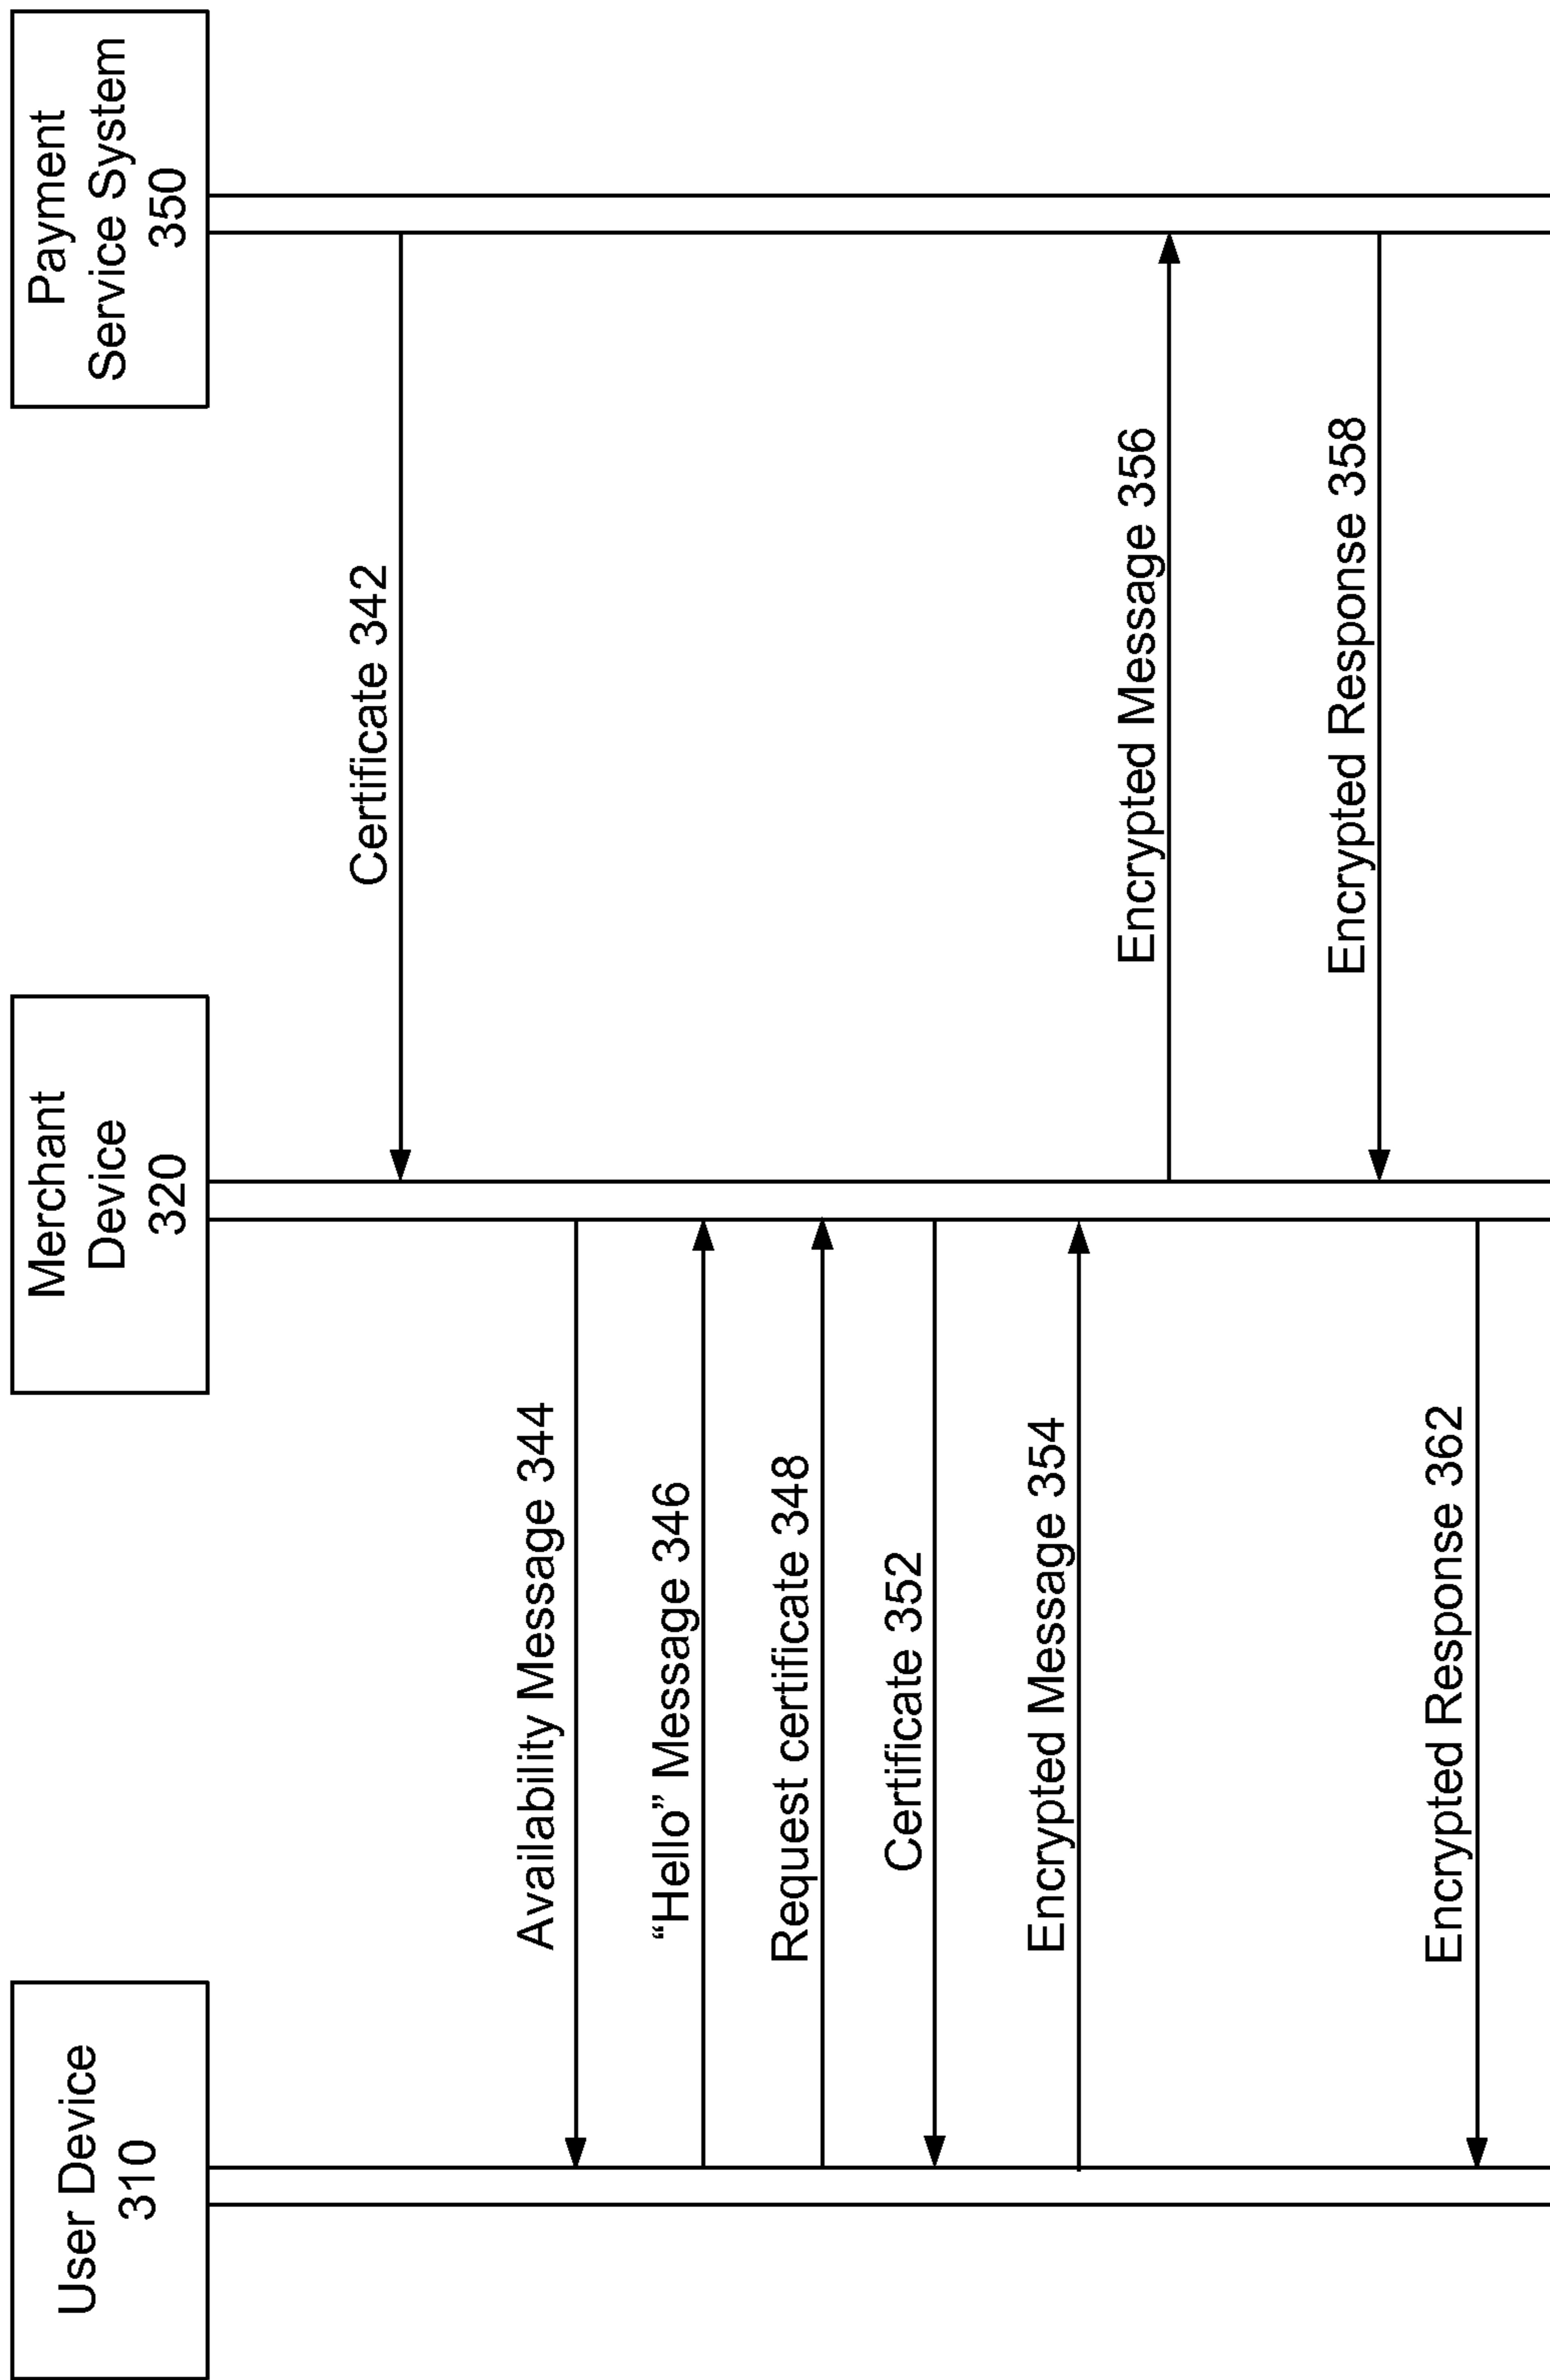 User Device
310
Merchant
Device
320
Payment
Service System
350
Certificate 342
Availability Message 344
“Hello” Message 346
Request certificate 348
Certificate 352
Encrypted Message 354
Encrypted Message 356
Encrypted Response 358
Encrypted Response 362